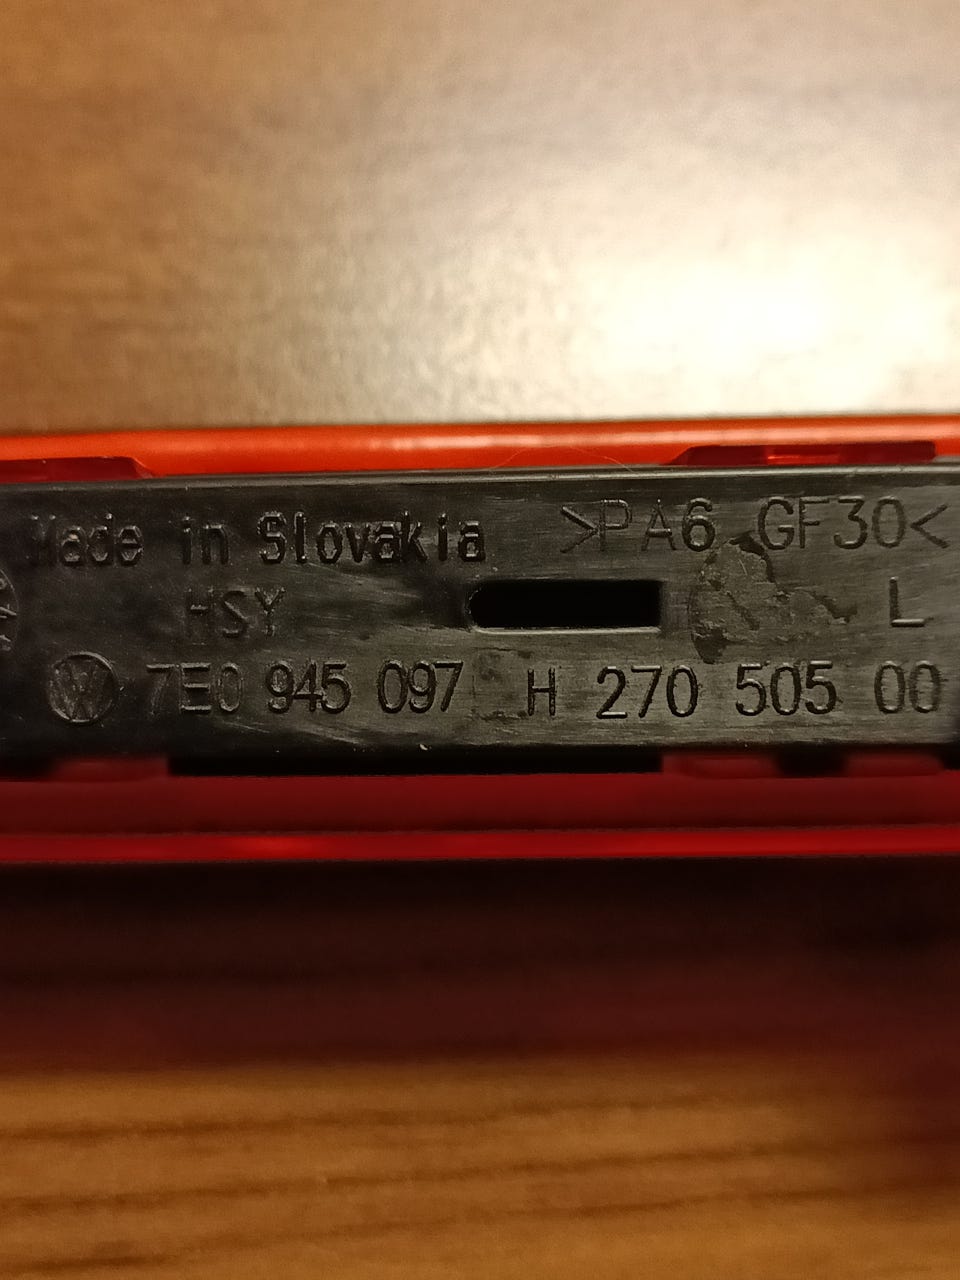 Made in Slovakia >PA6 GF30<
HSY L
7E0 945 097 H 270 505 00